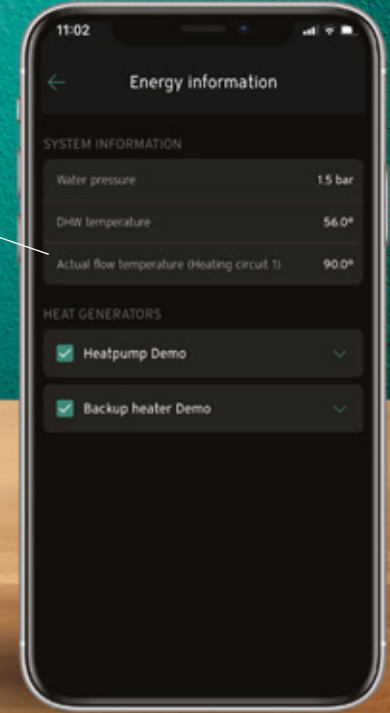 11:02
Energy information
SYSTEM INFORMATION
Water pressure 1.5 bar
DHW temperature 56.0°
Actual flow temperature (Heating circuit 1) 90.0°
HEAT GENERATORS
Heatpump Demo
Backup heater Demo